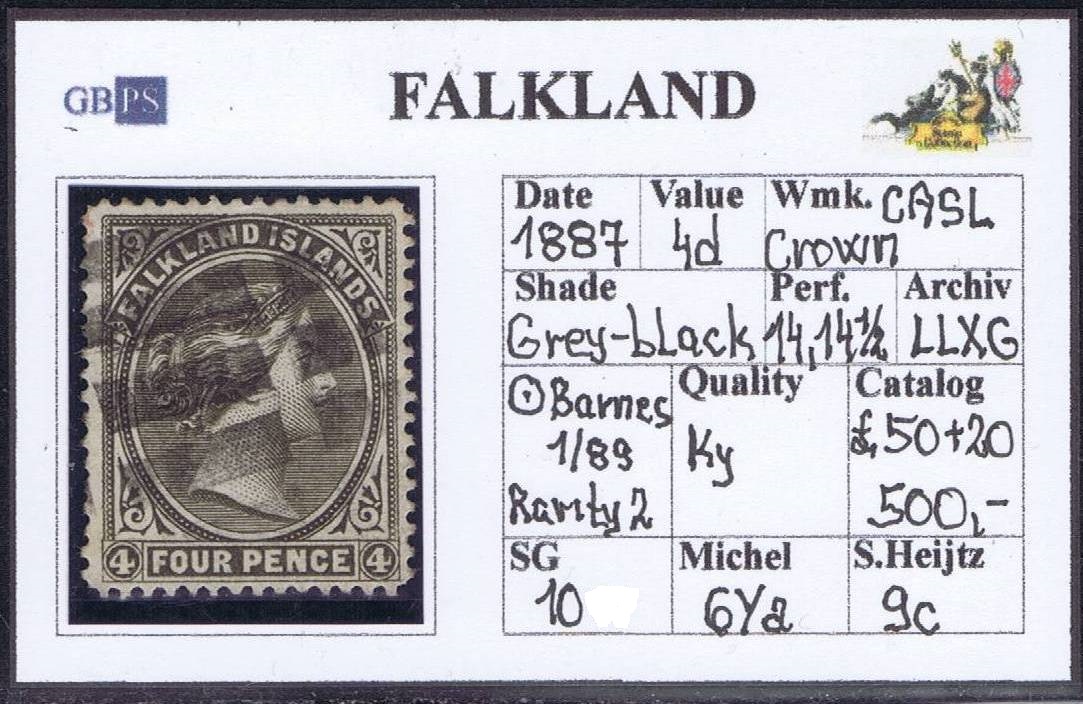 GBPS
FALKLAND
FALKLAND ISLANDS
4 FOUR PENCE 4
Date Value Wmk. CASL
1887 4d Crown
Shade Perf. Archiv
Grey-black 14,14½ LLXG
Quality Catalog
⊙ Barnes
1/89 Ky £50+20
Rarity 2 500,-
SG Michel S.Heijtz
10 6Ya 9c